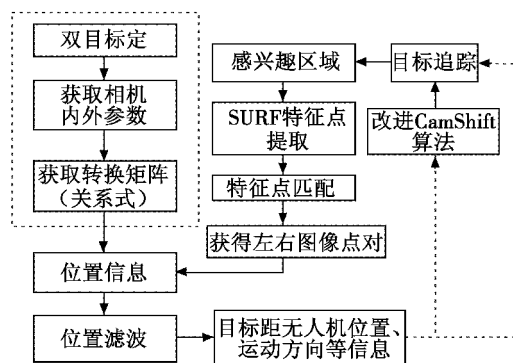 双目标定
获取相机
内外参数
获取转换矩阵
（关系式）
位置信息
位置滤波
感兴趣区域
SURF特征点
提取
特征点匹配
获得左右图像点对
目标追踪
改进CamShift
算法
目标距无人机位置、
运动方向等信息